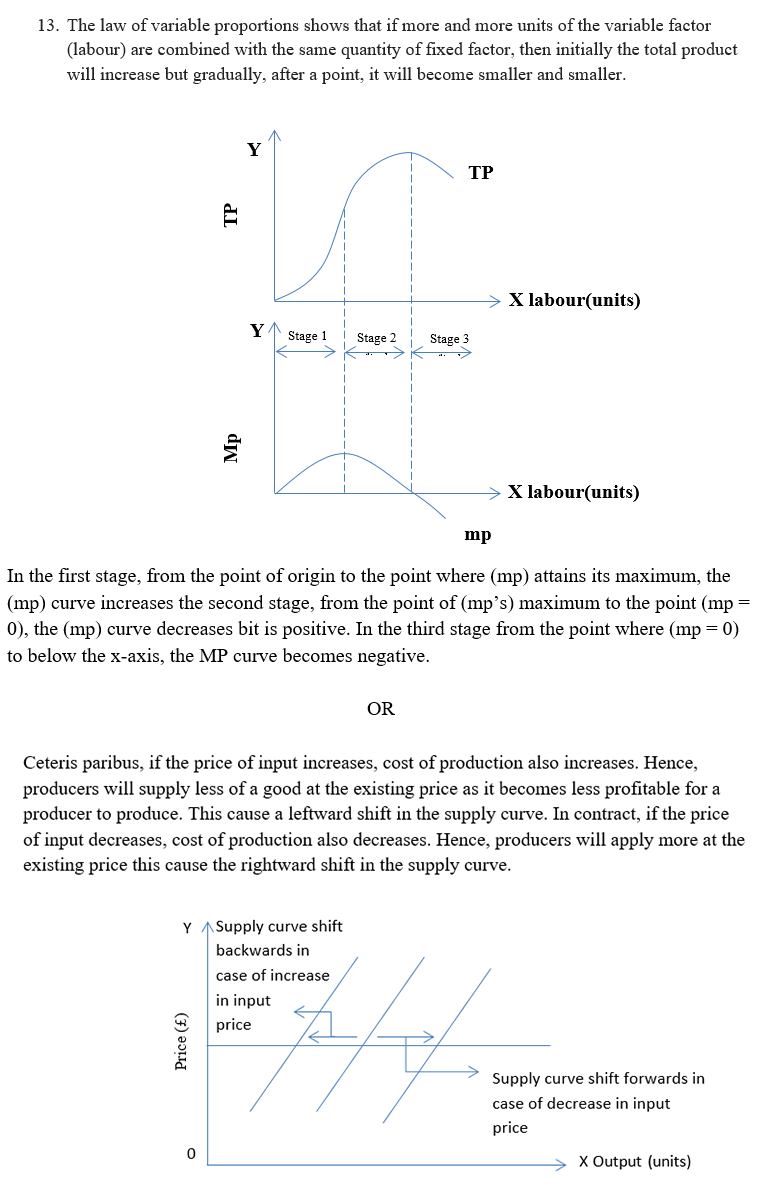 13. The law of variable proportions shows that if more and more units of the variable factor
(labour) are combined with the same quantity of fixed factor, then initially the total product
will increase but gradually, after a point, it will become smaller and smaller.
Y
TP
TP
X labour(units)
Y
Stage 1
Stage 2
Stage 3
Mp
X labour(units)
mp
In the first stage, from the point of origin to the point where (mp) attains its maximum, the
(mp) curve increases the second stage, from the point of (mp’s) maximum to the point (mp =
0), the (mp) curve decreases bit is positive. In the third stage from the point where (mp = 0)
to below the x-axis, the MP curve becomes negative.
OR
Ceteris paribus, if the price of input increases, cost of production also increases. Hence,
producers will supply less of a good at the existing price as it becomes less profitable for a
producer to produce. This cause a leftward shift in the supply curve. In contract, if the price
of input decreases, cost of production also decreases. Hence, producers will apply more at the
existing price this cause the rightward shift in the supply curve.
Y
Supply curve shift
backwards in
case of increase
in input
price
Price (£)
Supply curve shift forwards in
case of decrease in input
price
0
X Output (units)